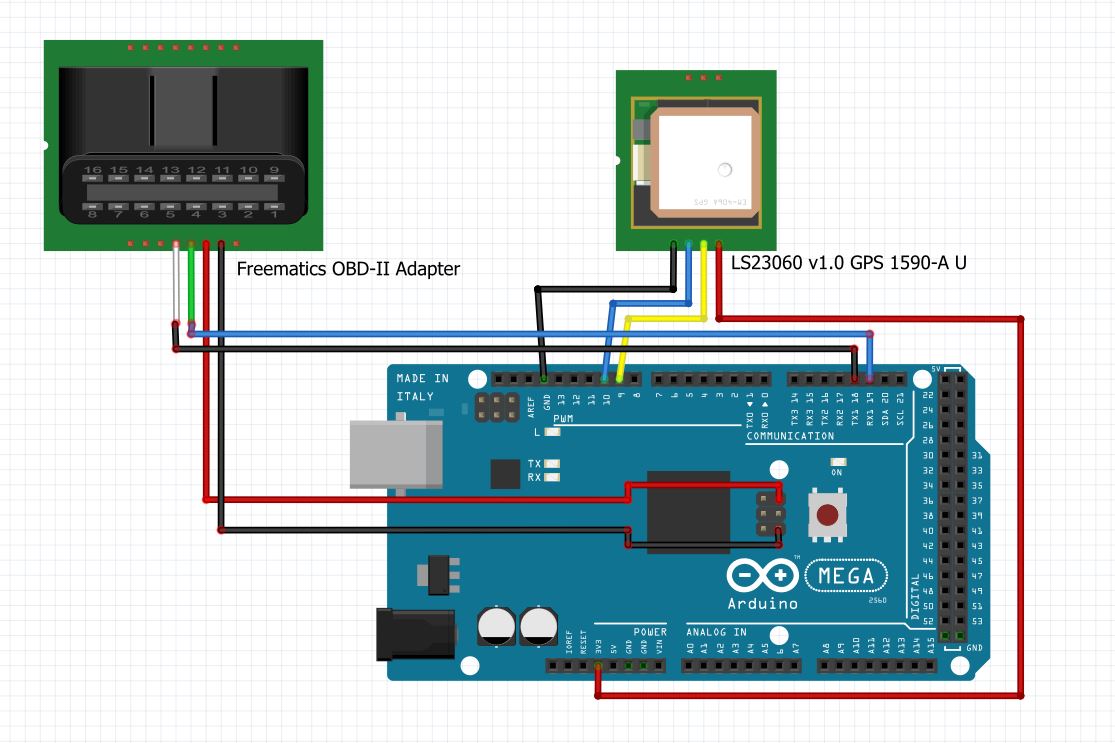 16 15 14 13 12 11 10 9
8 7 6 5 4 3 2 1
Freematics OBD-II Adapter
EM-406A GPS
LS23060 v1.0 GPS 1590-A U
MADE IN
ITALY
AREF GND 13 12 11 10 9 8
7 6 5 4 3 2 TX0 1 RX0 0
TX3 14 RX3 15 TX2 16 RX2 17 TX1 18 RX1 19 SDA 20 SCL 21
PWM
COMMUNICATION
L
TX
RX
ON
5V
22
24
26
28
30 31
32 33
34 35
36 37
38 39
40 41
42 43
44 45
46 47
48 49
50 51
52 53
GND
DIGITAL
TM
MEGA
2560
Arduino
POWER
ANALOG IN
IOREF RESET 3V3 5V GND GND VIN
A0 A1 A2 A3 A4 A5 6 A7
A8 A9 A10 A11 A12 A13 A14 A15